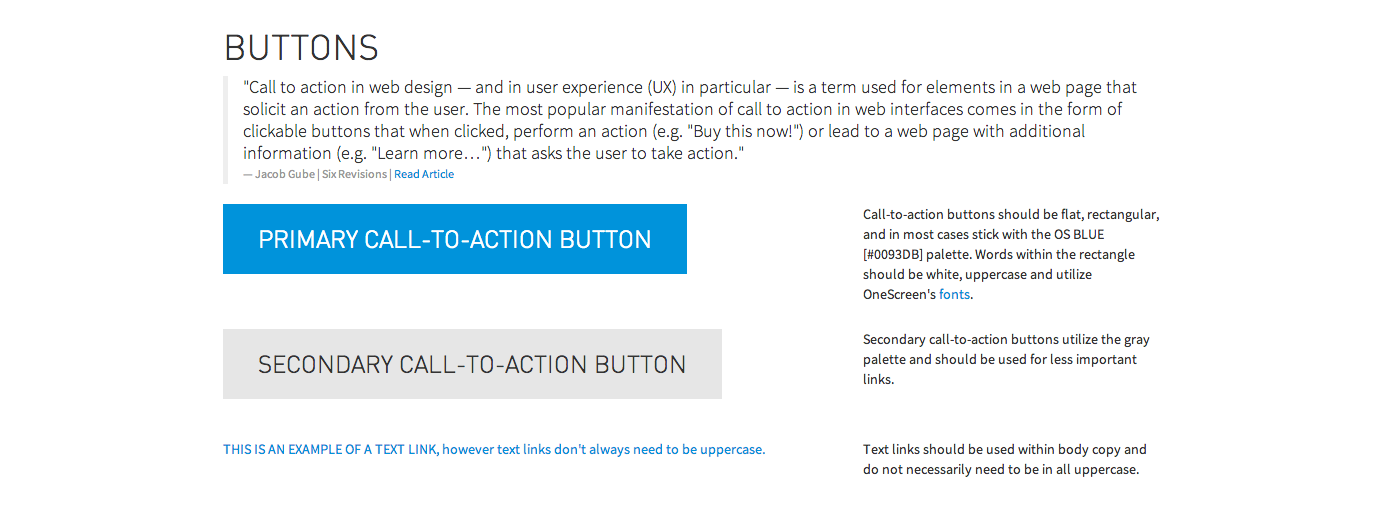 BUTTONS
"Call to action in web design — and in user experience (UX) in particular — is a term used for elements in a web page that
solicit an action from the user. The most popular manifestation of call to action in web interfaces comes in the form of
clickable buttons that when clicked, perform an action (e.g. "Buy this now!") or lead to a web page with additional
information (e.g. "Learn more…") that asks the user to take action."
— Jacob Gube | Six Revisions | Read Article
PRIMARY CALL-TO-ACTION BUTTON
Call-to-action buttons should be flat, rectangular,
and in most cases stick with the OS BLUE
[#0093DB] palette. Words within the rectangle
should be white, uppercase and utilize
OneScreen's fonts.
SECONDARY CALL-TO-ACTION BUTTON
Secondary call-to-action buttons utilize the gray
palette and should be used for less important
links.
THIS IS AN EXAMPLE OF A TEXT LINK, however text links don't always need to be uppercase.
Text links should be used within body copy and
do not necessarily need to be in all uppercase.